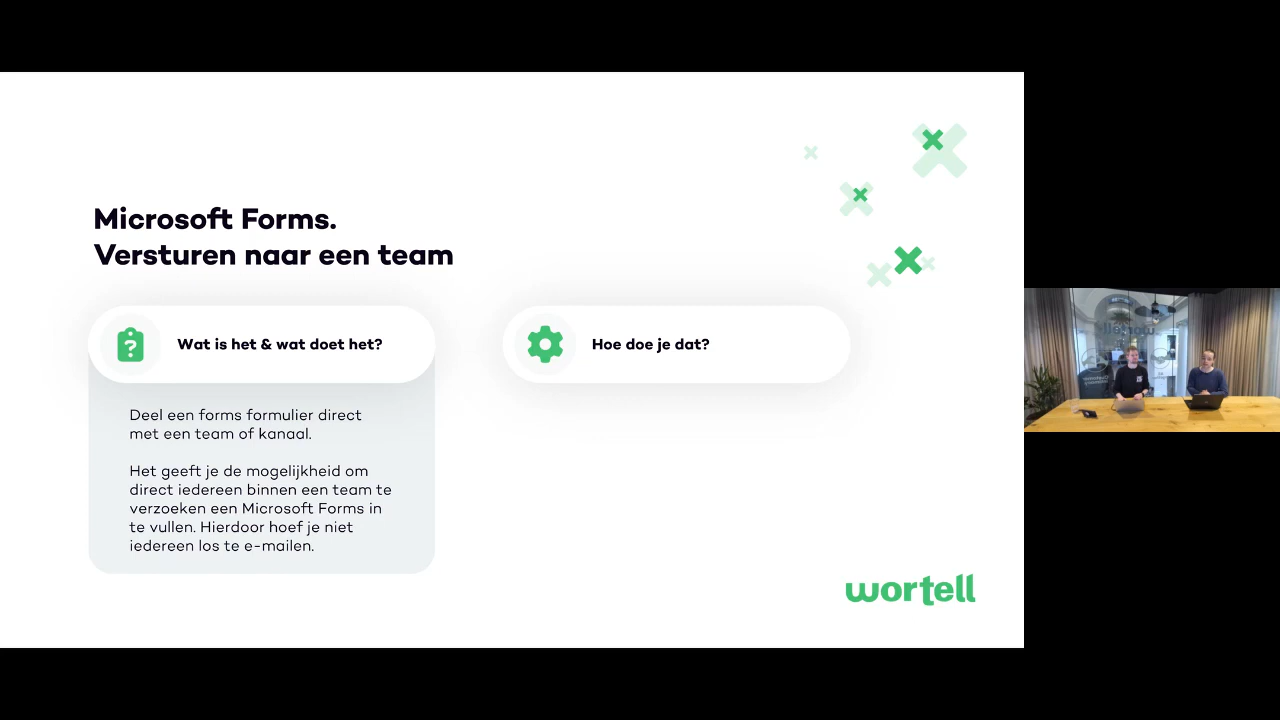 Microsoft Forms.
Versturen naar een team
Wat is het & wat doet het?
Deel een forms formulier direct
met een team of kanaal.
Het geeft je de mogelijkheid om
direct iedereen binnen een team te
verzoeken een Microsoft Forms in
te vullen. Hierdoor hoef je niet
iedereen los te e-mailen.
Hoe doe je dat?
wortell